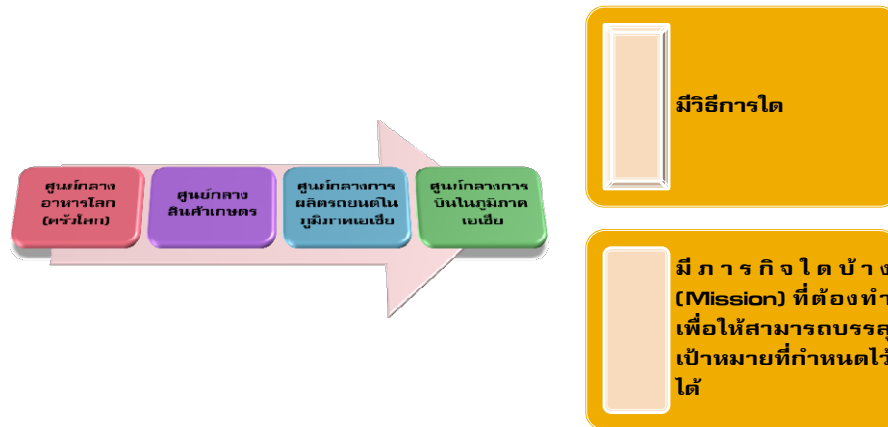 ศูนย์กลาง
อาหารโลก
(ครัวโลก)
ศูนย์กลาง
สินค้าเกษตร
ศูนย์กลางการ
ผลิตรถยนต์ใน
ภูมิภาคเอเชีย
ศูนย์กลางการ
บินในภูมิภาค
เอเชีย
มีวิธีการใด
มีภารกิจใดบ้าง
(Mission) ที่ต้องทำ
เพื่อให้สามารถบรรลุ
เป้าหมายที่กำหนดไว้
ได้